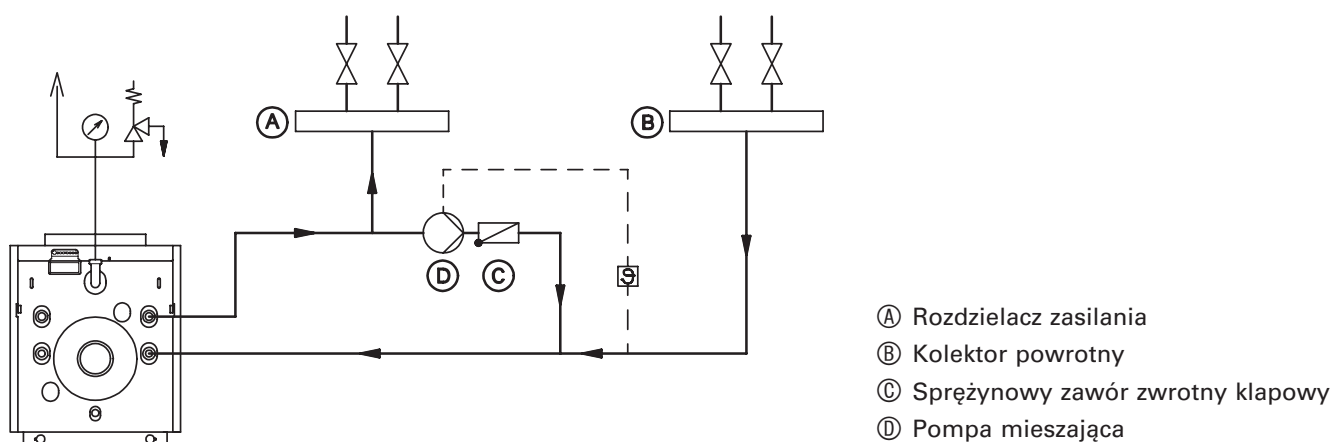 A
B
D
C
ϑ
Ⓐ Rozdzielacz zasilania
Ⓑ Kolektor powrotny
Ⓒ Sprężynowy zawór zwrotny klapowy
Ⓓ Pompa mieszająca